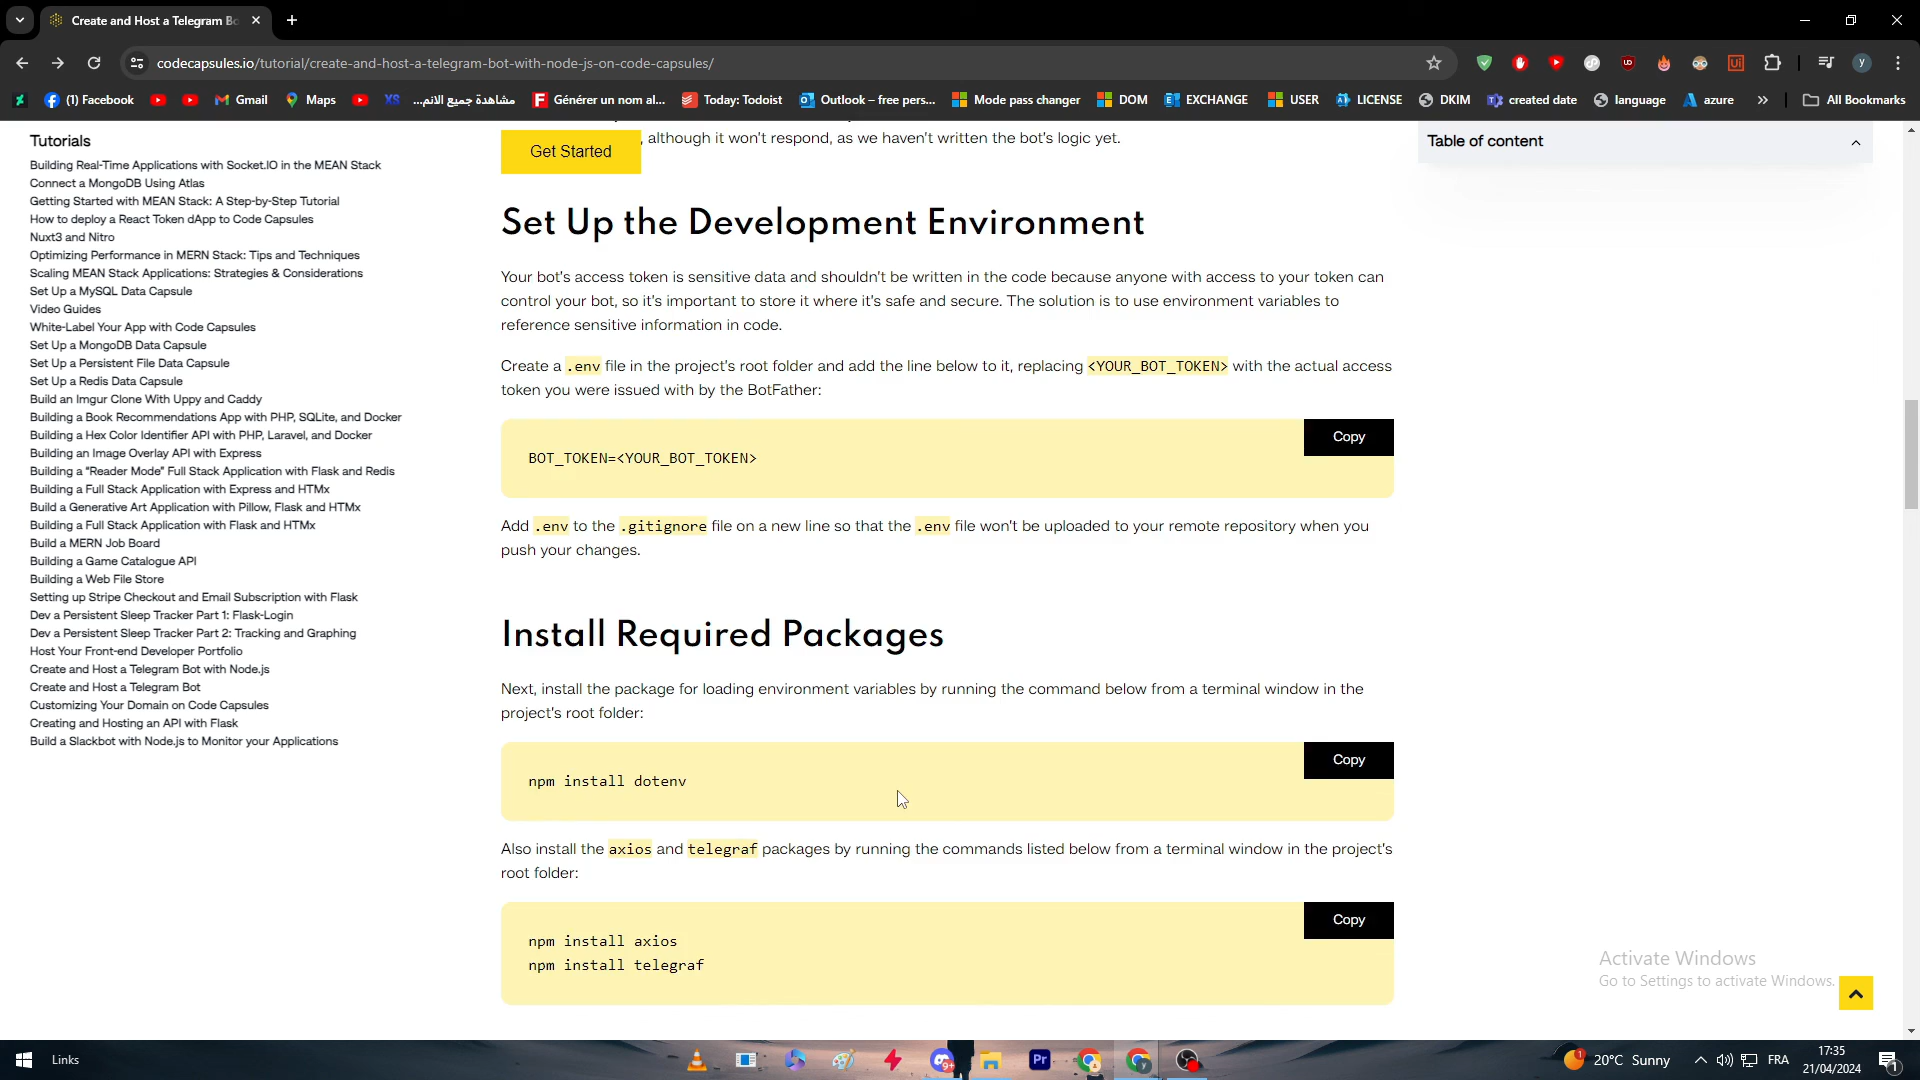 Create and Host a Telegram Bo
codecapsules.io/tutorial/create-and-host-a-telegram-bot-with-node-js-on-code-capsules/
(1) Facebook
Gmail
Maps
مشاهدة جميع الانم...
Générer un nom al...
Today: Todoist
Outlook – free pers...
Mode pass changer
DOM
EXCHANGE
USER
LICENSE
DKIM
created date
language
azure
All Bookmarks
Tutorials
Building Real-Time Applications with Socket.IO in the MEAN Stack
Connect a MongoDB Using Atlas
Getting Started with MEAN Stack: A Step-by-Step Tutorial
How to deploy a React Token dApp to Code Capsules
Nuxt3 and Nitro
Optimizing Performance in MERN Stack: Tips and Techniques
Scaling MEAN Stack Applications: Strategies & Considerations
Set Up a MySQL Data Capsule
Video Guides
White-Label Your App with Code Capsules
Set Up a MongoDB Data Capsule
Set Up a Persistent File Data Capsule
Set Up a Redis Data Capsule
Build an Imgur Clone With Uppy and Caddy
Building a Book Recommendations App with PHP, SQLite, and Docker
Building a Hex Color Identifier API with PHP, Laravel, and Docker
Building an Image Overlay API with Express
Building a "Reader Mode" Full Stack Application with Flask and Redis
Building a Full Stack Application with Express and HTMx
Build a Generative Art Application with Pillow, Flask and HTMx
Building a Full Stack Application with Flask and HTMx
Build a MERN Job Board
Building a Game Catalogue API
Building a Web File Store
Setting up Stripe Checkout and Email Subscription with Flask
Dev a Persistent Sleep Tracker Part 1: Flask-Login
Dev a Persistent Sleep Tracker Part 2: Tracking and Graphing
Host Your Front-end Developer Portfolio
Create and Host a Telegram Bot with Node.js
Create and Host a Telegram Bot
Customizing Your Domain on Code Capsules
Creating and Hosting an API with Flask
Build a Slackbot with Node.js to Monitor your Applications
, although it won't respond, as we haven't written the bot's logic yet.
Get Started
Set Up the Development Environment
Your bot's access token is sensitive data and shouldn't be written in the code because anyone with access to your token can
control your bot, so it's important to store it where it's safe and secure. The solution is to use environment variables to
reference sensitive information in code.
Create a .env file in the project's root folder and add the line below to it, replacing <YOUR_BOT_TOKEN> with the actual access
token you were issued with by the BotFather:
Copy
BOT_TOKEN=<YOUR_BOT_TOKEN>
Add .env to the .gitignore file on a new line so that the .env file won't be uploaded to your remote repository when you
push your changes.
Install Required Packages
Next, install the package for loading environment variables by running the command below from a terminal window in the
project's root folder:
Copy
npm install dotenv
Also install the axios and telegraf packages by running the commands listed below from a terminal window in the project's
root folder:
Copy
npm install axios
npm install telegraf
Table of content
Activate Windows
Go to Settings to activate Windows.
Links
20°C Sunny
FRA
17:35
21/04/2024